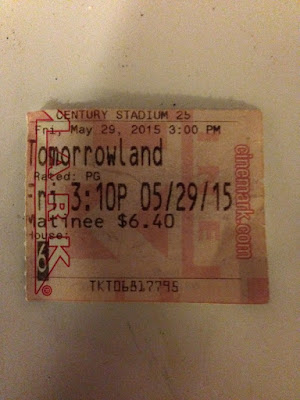 CENTURY STADIUM 25
Fri, May 29, 2015 3:00 PM
Tomorrowland
Rated: PG
Fri 3:10P 05/29/15
Matinee $6.40
House:
TKT06817795
cinemark.com